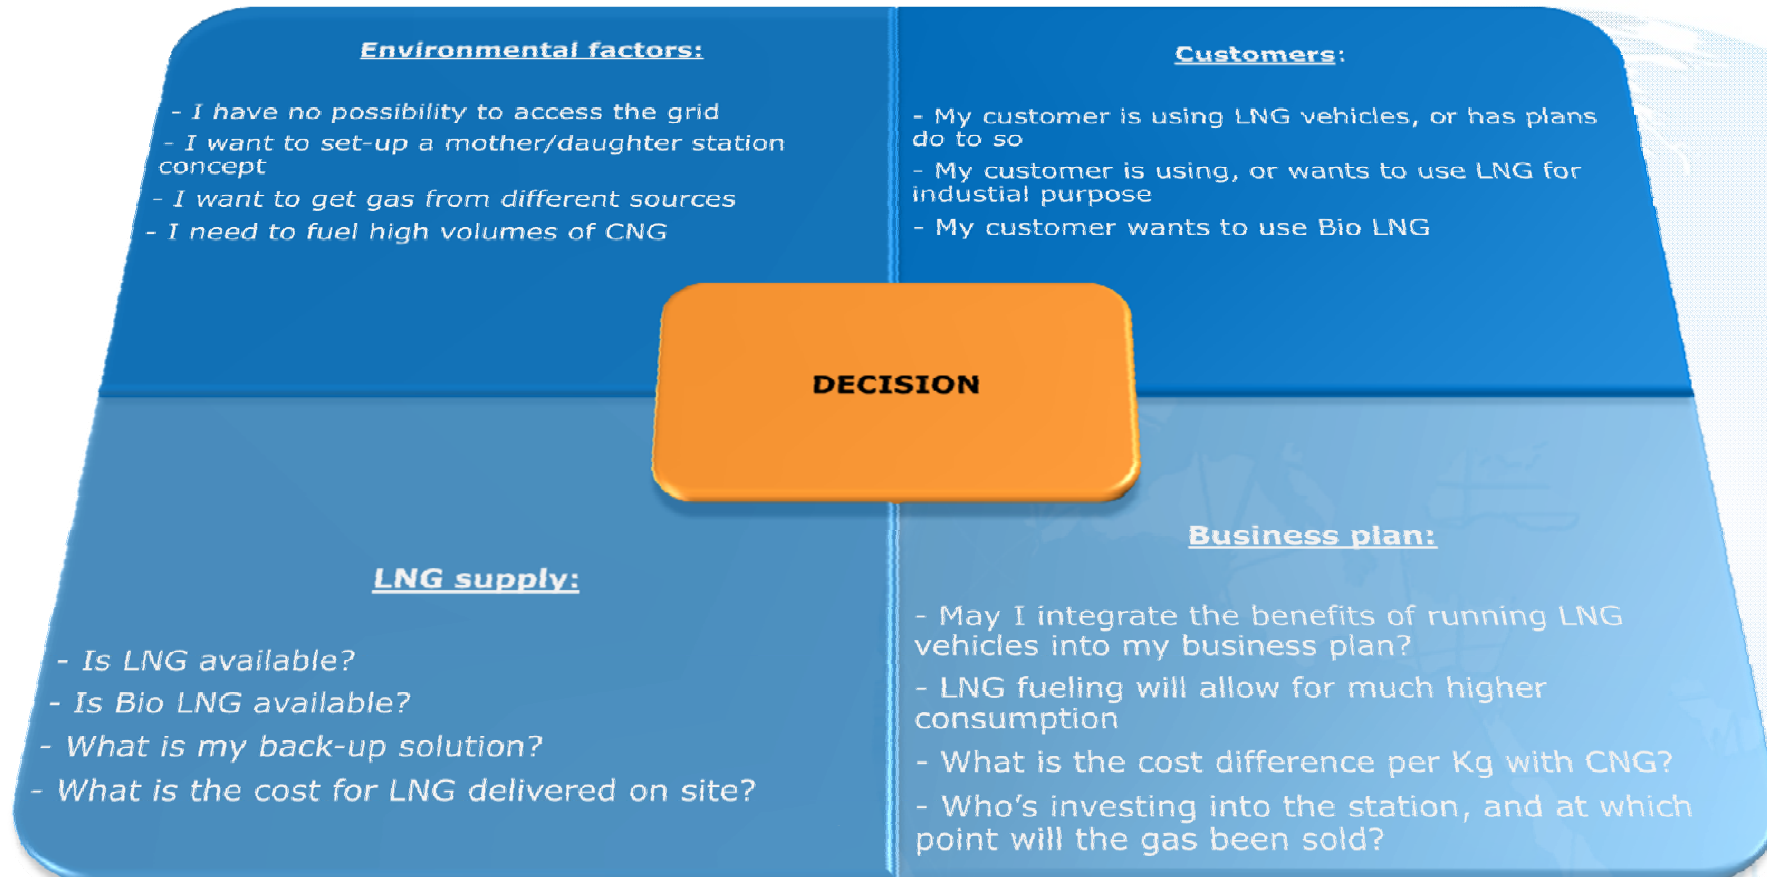 Environmental factors:
- I have no possibility to access the grid
- I want to set-up a mother/daughter station
concept
- I want to get gas from different sources
- I need to fuel high volumes of CNG
Customers:
- My customer is using LNG vehicles, or has plans
do to so
- My customer is using, or wants to use LNG for
industial purpose
- My customer wants to use Bio LNG
DECISION
LNG supply:
- Is LNG available?
- Is Bio LNG available?
- What is my back-up solution?
- What is the cost for LNG delivered on site?
Business plan:
- May I integrate the benefits of running LNG
vehicles into my business plan?
- LNG fueling will allow for much higher
consumption
- What is the cost difference per Kg with CNG?
- Who's investing into the station, and at which
point will the gas been sold?